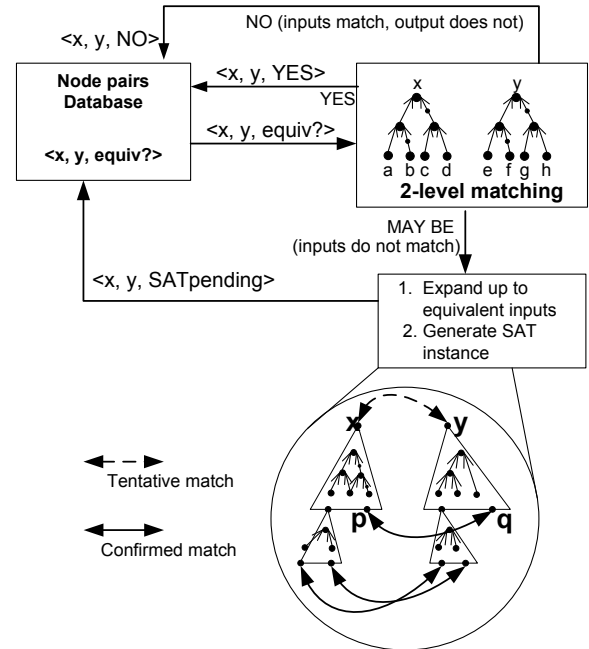 NO (inputs match, output does not)
<x, y, NO>
Node pairs
Database
<x, y, equiv?>
<x, y, YES>
YES
<x, y, equiv?>
x
y
a b c d
e f g h
2-level matching
MAY BE
(inputs do not match)
<x, y, SATpending>
1. Expand up to
equivalent inputs
2. Generate SAT
instance
x
y
p
q
Tentative match
Confirmed match